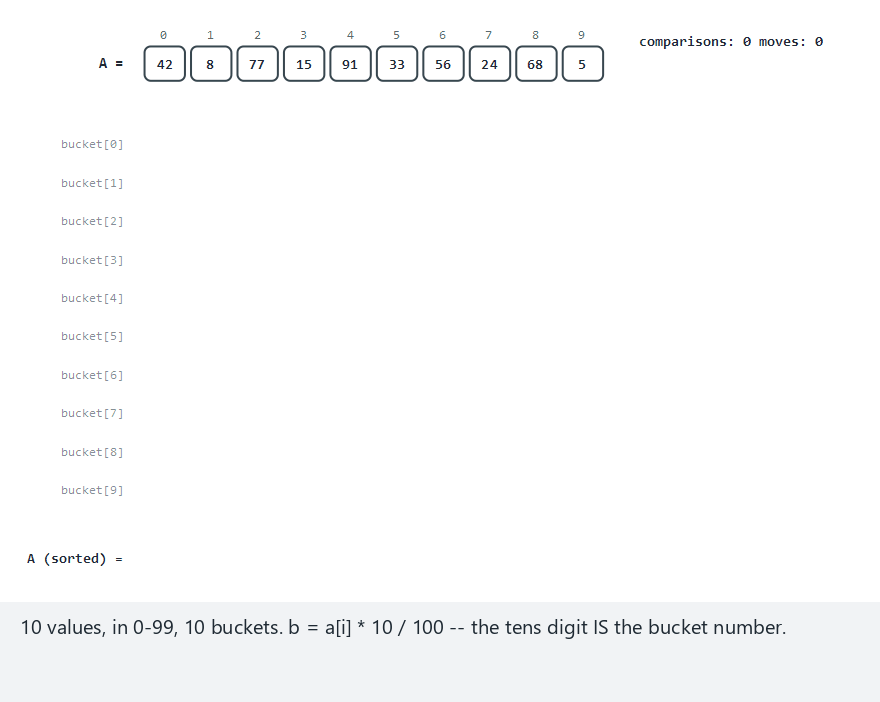 0 1 2 3 4 5 6 7 8 9
comparisons: 0 moves: 0
A = 42 8 77 15 91 33 56 24 68 5
bucket[0]
bucket[1]
bucket[2]
bucket[3]
bucket[4]
bucket[5]
bucket[6]
bucket[7]
bucket[8]
bucket[9]
A (sorted) =
10 values, in 0-99, 10 buckets. b = a[i] * 10 / 100 -- the tens digit IS the bucket number.